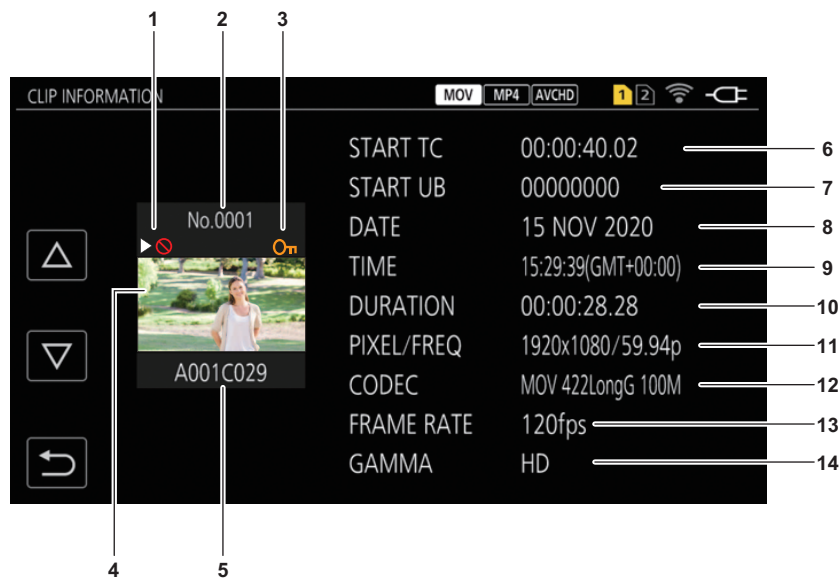 1 2 3
CLIP INFORMATION MOV MP4 AVCHD 1 2
START TC 00:00:40.02 6
START UB 00000000 7
No.0001
DATE 15 NOV 2020 8
TIME 15:29:39(GMT+00:00) 9
DURATION 00:00:28.28 10
PIXEL/FREQ 1920x1080/59.94p 11
A001C029
CODEC MOV 422LongG 100M 12
FRAME RATE 120fps 13
GAMMA HD 14
4 5